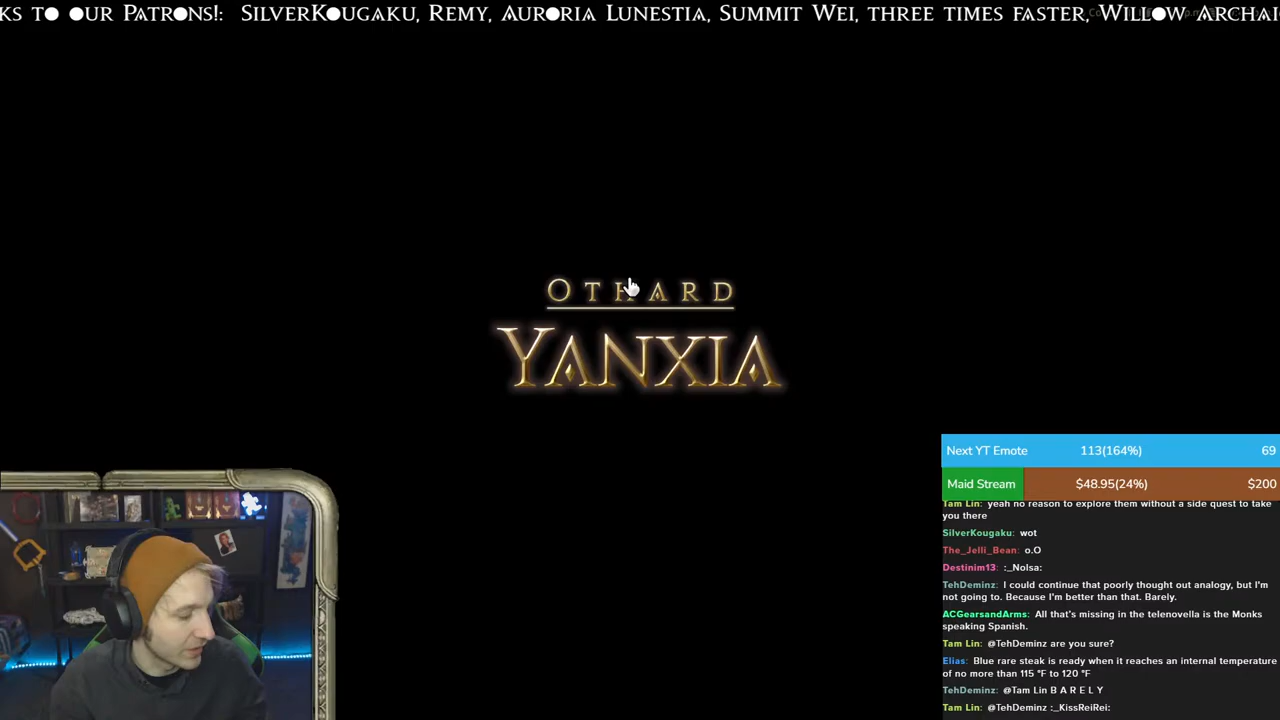 KS TO OUR PATRONS!: SILVERKOUGAKU, REMY, AURORIA LUNESTIA, SUMMIT WEI, THREE TIMES FASTER, WILLOW ARCHAI
OTHARD
YANXIA
Next YT Emote 113(164%) 69
Maid Stream $48.95(24%) $200
Tam Lin: yeah no reason to explore them without a side quest to take
you there
SilverKougaku: wot
The_Jelli_Bean: o.O
Destinim13: :_Nolsa:
TehDeminz: I could continue that poorly thought out analogy, but I'm
not going to. Because I'm better than that. Barely.
ACGearsandArms: All that's missing in the telenovella is the Monks
speaking Spanish.
Tam Lin: @TehDeminz are you sure?
Elias: Blue rare steak is ready when it reaches an internal temperature
of no more than 115 °F to 120 °F
TehDeminz: @Tam Lin B A R E L Y
Tam Lin: @TehDeminz :_KissReiRei: